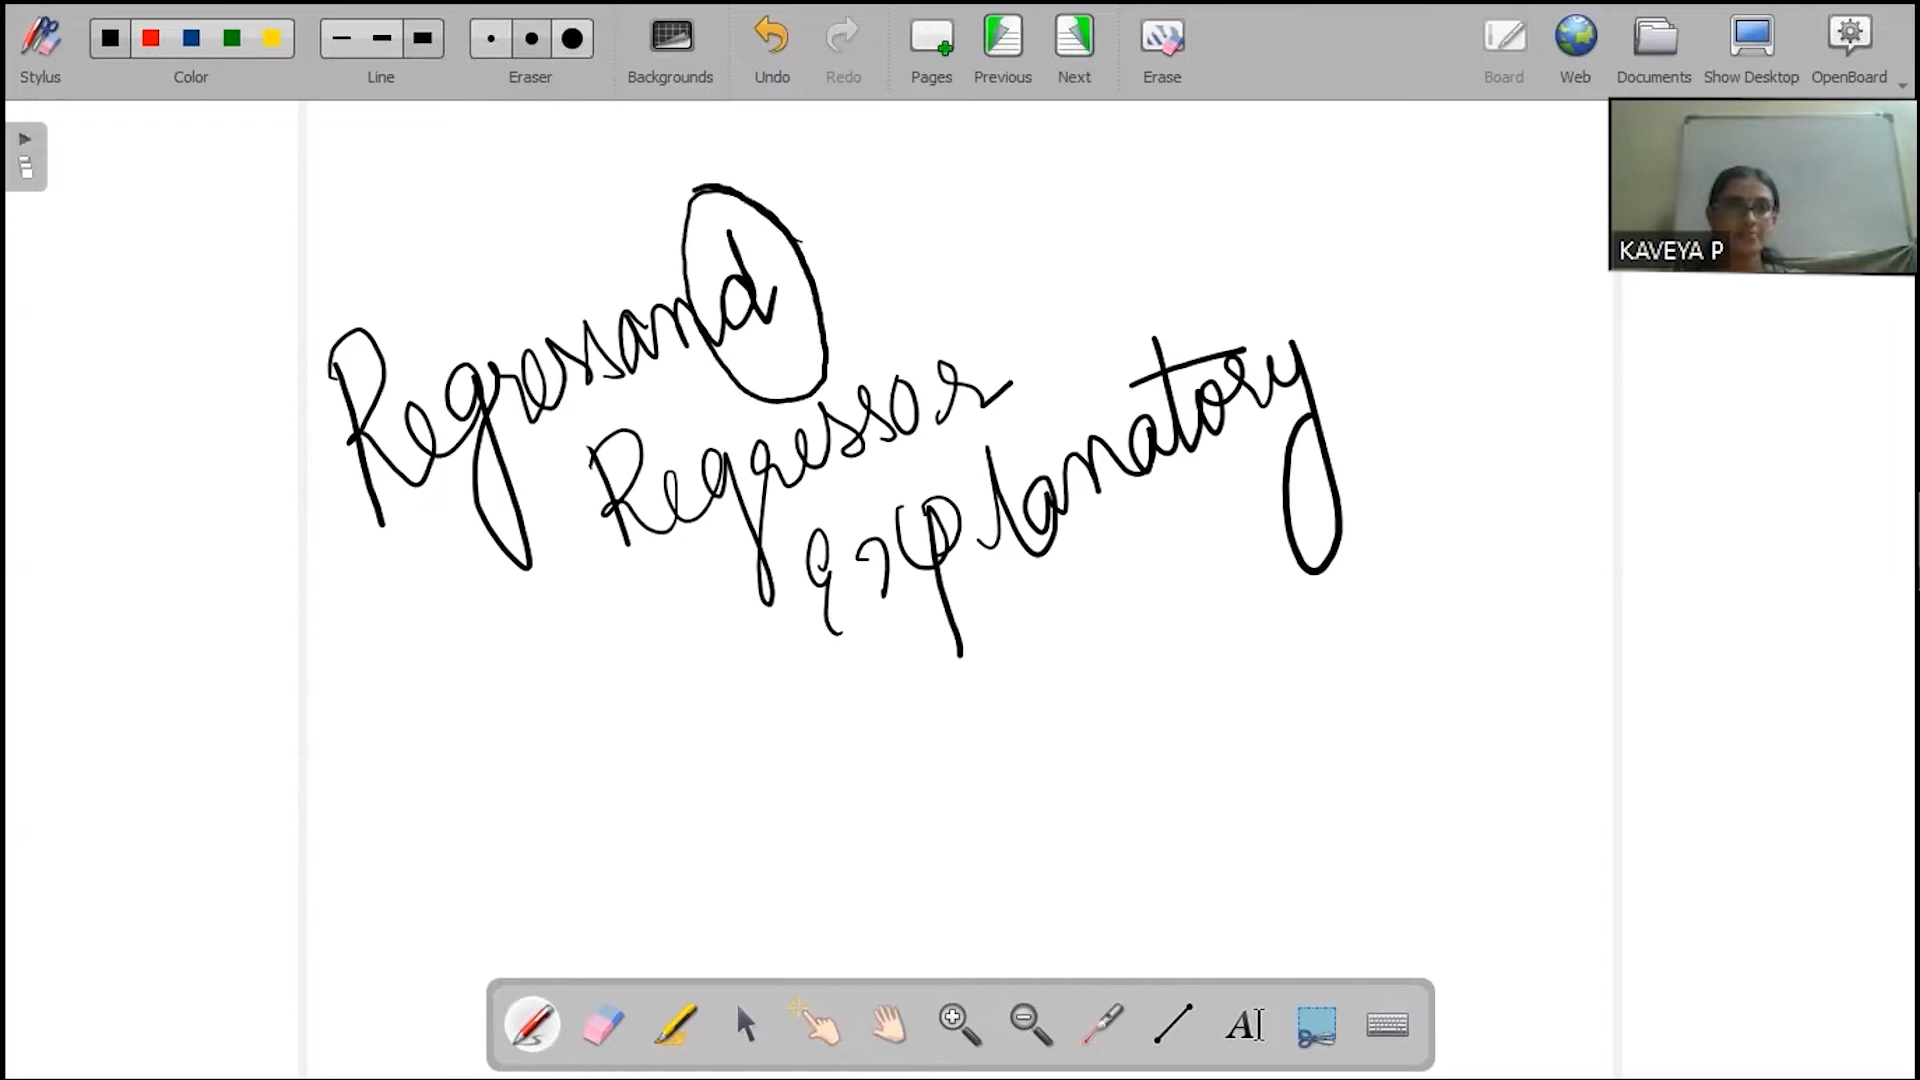 Stylus Color Line Eraser Backgrounds Undo Redo Pages Previous Next Erase Board Web Documents Show Desktop OpenBoard
KAVEYA P
Regressand
Regressor
Explanatory